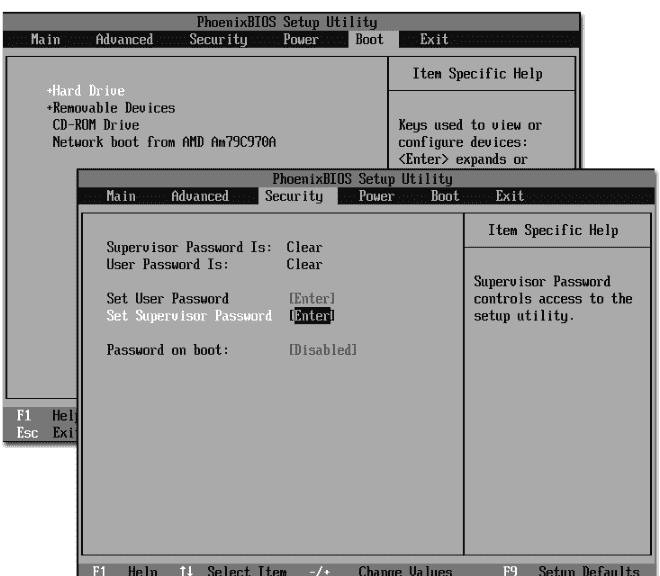 PhoenixBIOS Setup Utility
Main Advanced Security Power Boot Exit
Item Specific Help
+Hard Drive
+Removable Devices
CD-ROM Drive
Network boot from AMD Am79C970A
Keys used to view or
configure devices:
<Enter> expands or
F1 Help
Esc Exi
PhoenixBIOS Setup Utility
Main Advanced Security Power Boot Exit
Item Specific Help
Supervisor Password Is: Clear
User Password Is: Clear
Set User Password [Enter]
Set Supervisor Password [Enter]
Password on boot: [Disabled]
Supervisor Password
controls access to the
setup utility.
F1 Help ↑↓ Select Item -/+ Change Values F9 Setup Defaults